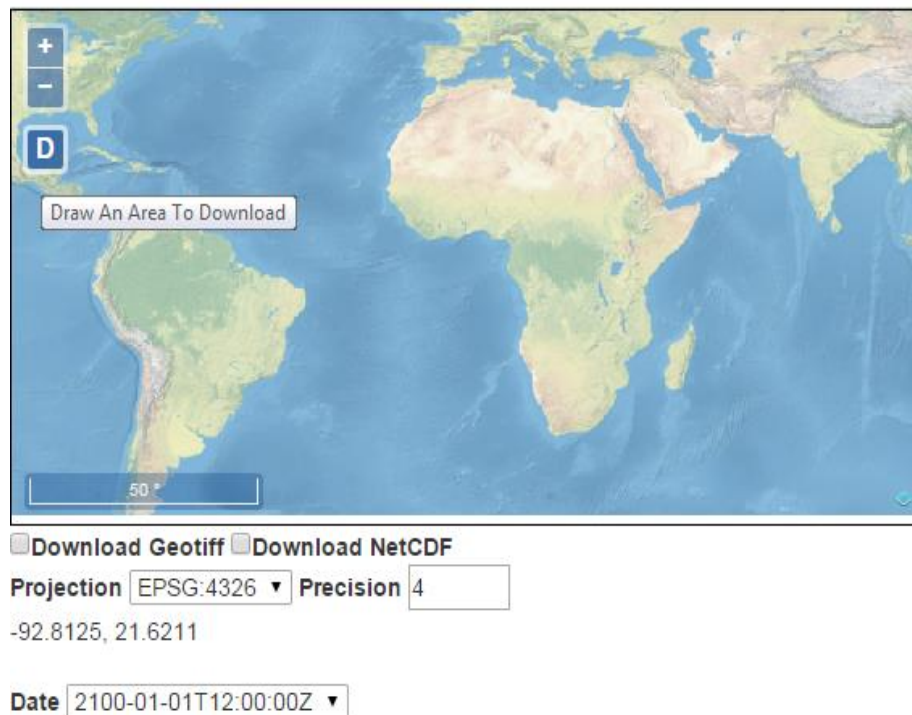 +
−
D
Draw An Area To Download
50 °
Download Geotiff Download NetCDF
Projection EPSG:4326 Precision 4
-92.8125, 21.6211
Date 2100-01-01T12:00:00Z